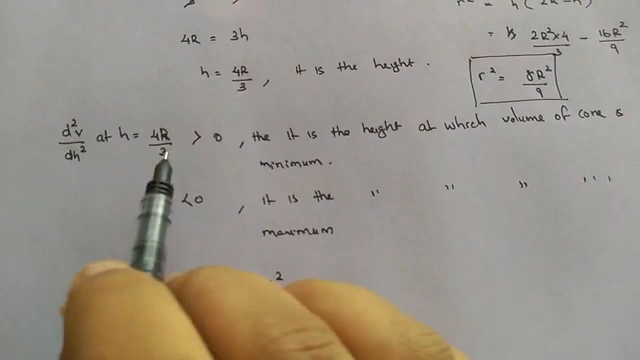 4R = 3h
h = 4R/3 , it is the height .
= h 2R×4/3 - 16R²/9
r² = 8R²/9
d²v/dh² at h = 4R/3 > 0 , the it is the height at which volume of cone is
minimum .
< 0 , it is the " " " ' ' '
maximum
2